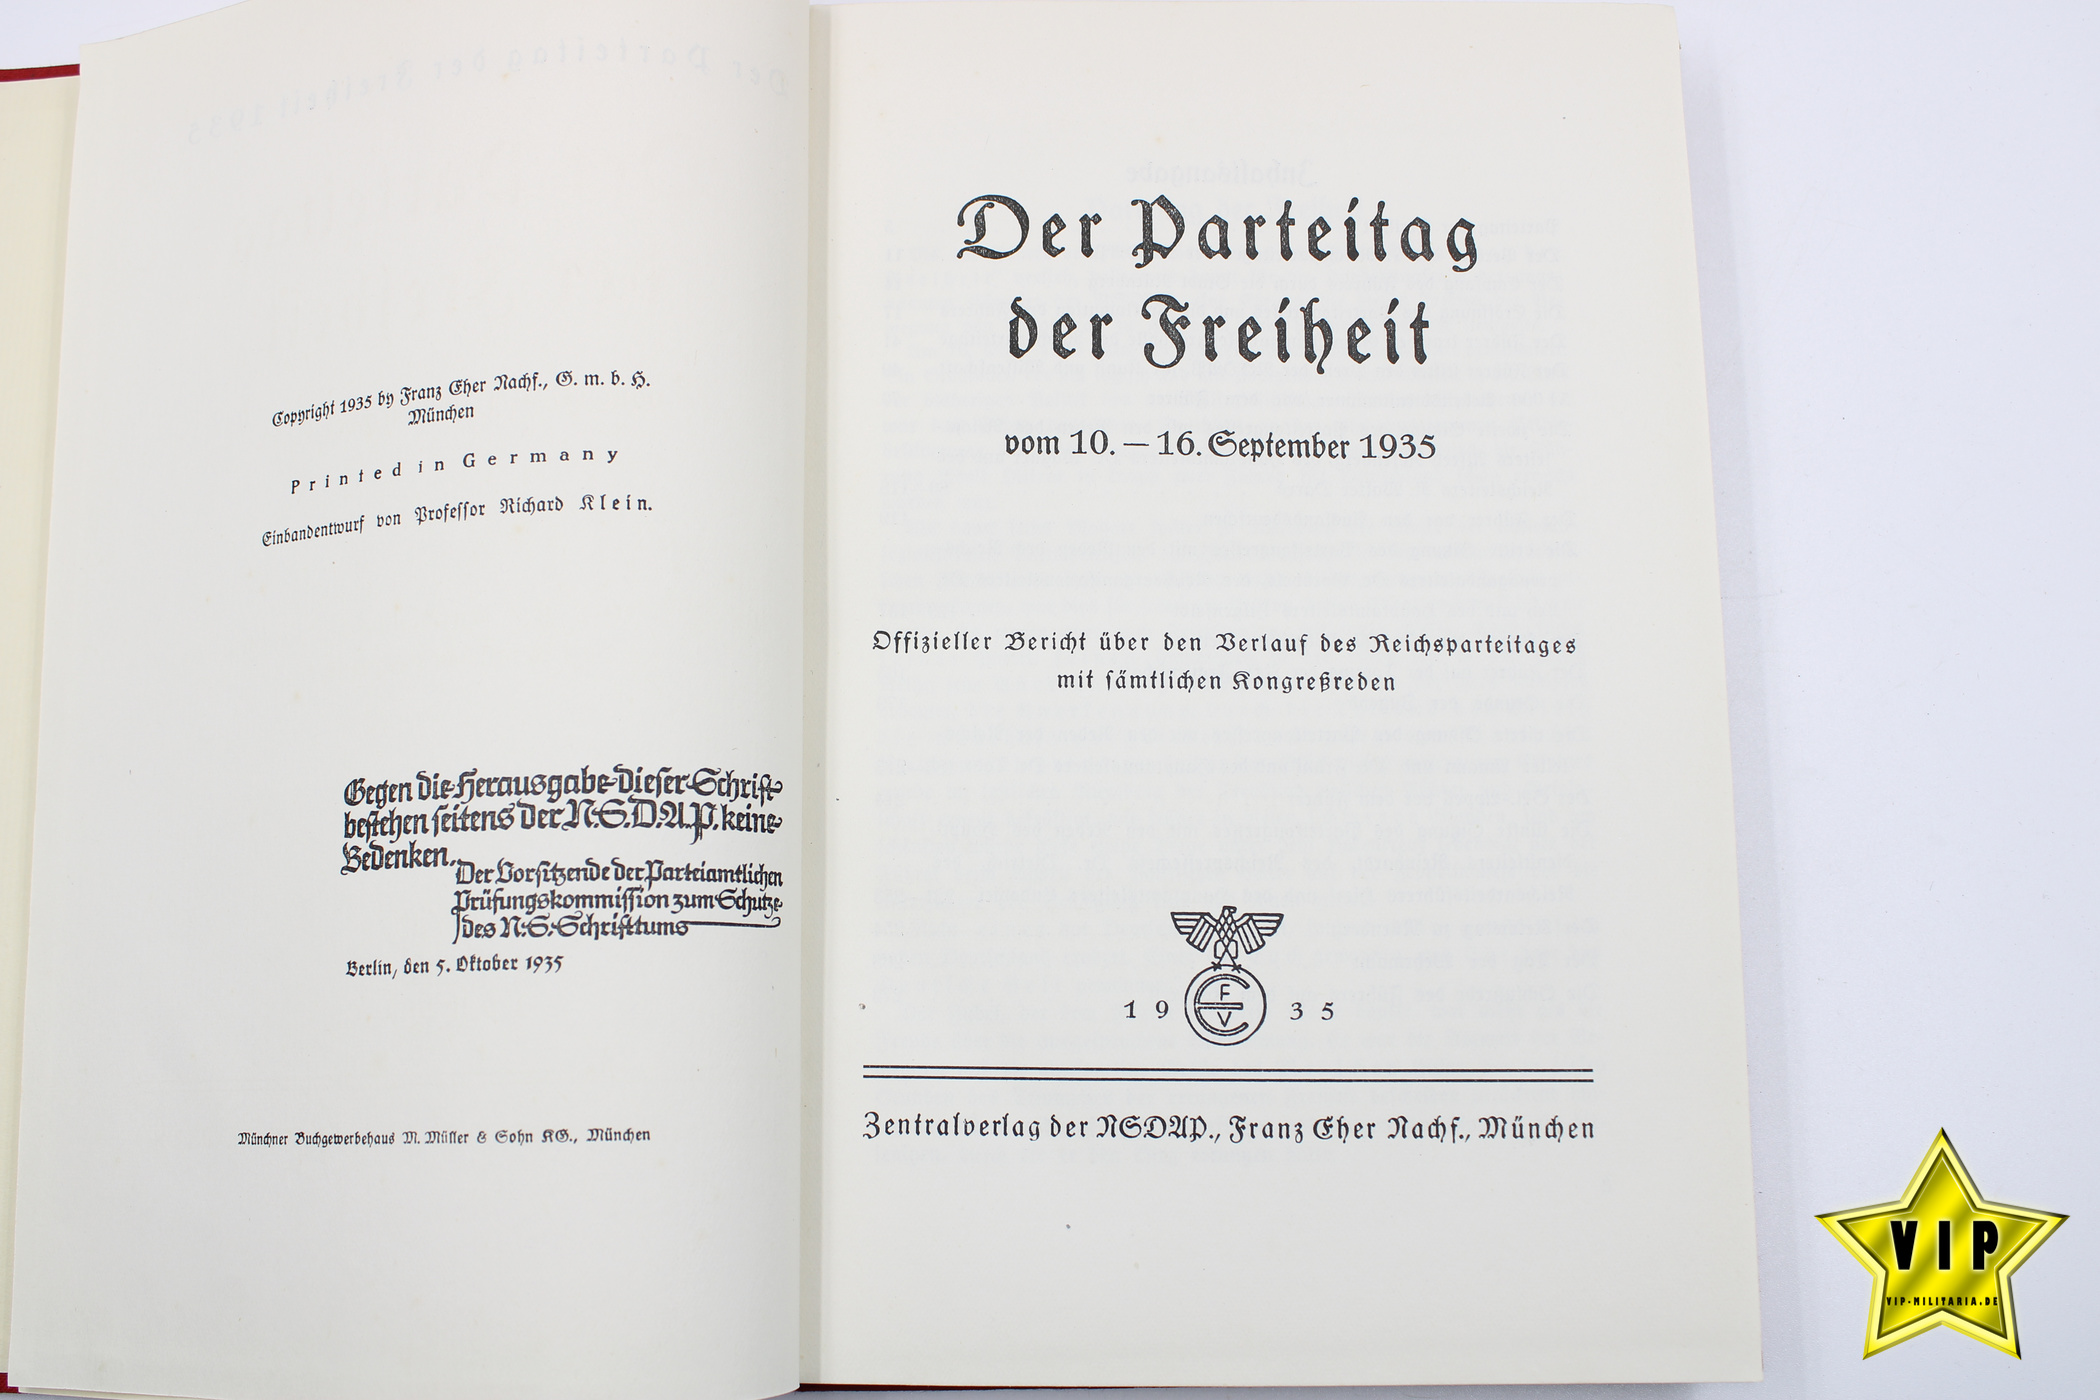 Copyright 1935 by Franz Eher Nachf., G. m. b. H.
München
Printed in Germany
Einbandentwurf von Professor Richard Klein.
Gegen die Herausgabe dieser Schrift
bestehen seitens der N.S.D.A.P. keine
Bedenken.
Der Vorsitzende der Parteiamtlichen
Prüfungskommission zum Schutze
des N.S.Schrifttums
Berlin, den 5. Oktober 1935
Münchner Buchgewerbehaus M. Müller & Sohn KG., München
Der Parteitag
der Freiheit
vom 10. — 16. September 1935
Offizieller Bericht über den Verlauf des Reichsparteitages
mit sämtlichen Kongreßreden
F
E
V
1935
Zentralverlag der NSDAP., Franz Eher Nachf., München
VIP
VIP-MILITARIA.DE